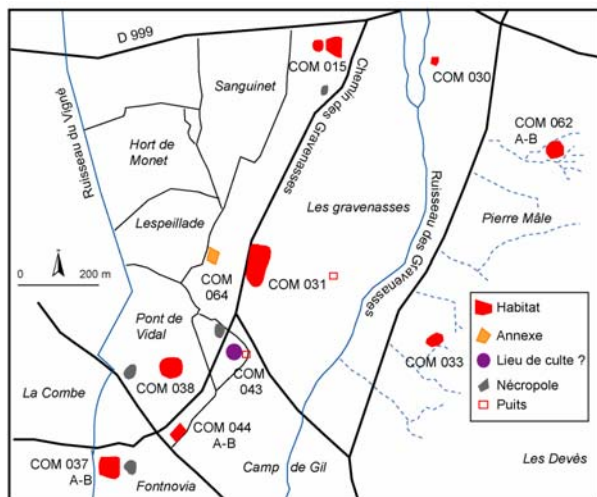 D 999
Sanguinet
COM 015
COM 030
Chemin des Gravenasses
Ruisseau du Vigné
Hort de
Monet
COM 062
A-B
Lespeillade
Les gravenasses
Ruisseau des Gravenasses
Pierre Mâle
0 200 m
COM
064
COM 031
Pont de
Vidal
COM 033
La Combe
COM 038
COM
043
COM 044
A-B
COM 037
A-B
Fontnovia
Camp de Gil
Les Devès
Habitat
Annexe
Lieu de culte ?
Nécropole
Puits